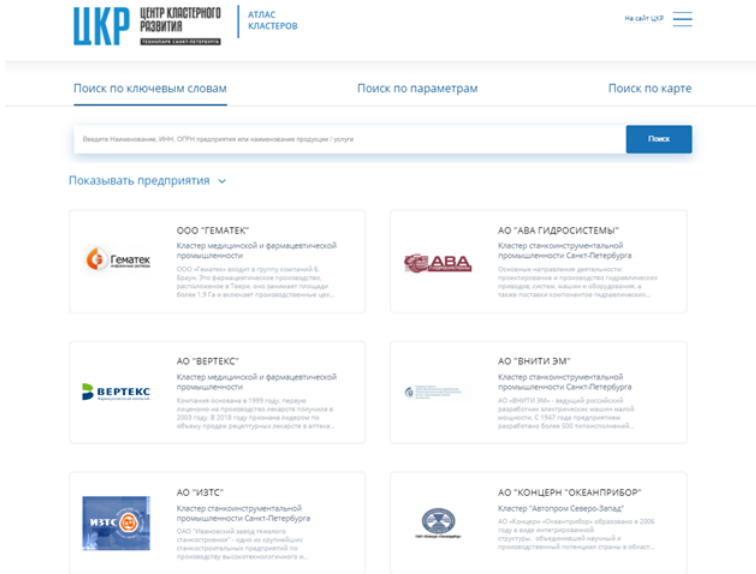 ЦКР
ЦЕНТР КЛАСТЕРНОГО
РАЗВИТИЯ
ТЕХНОПАРК САНКТ-ПЕТЕРБУРГА
АТЛАС
КЛАСТЕРОВ
На сайт ЦКР
Поиск по ключевым словам
Поиск по параметрам
Поиск по карте
Введите Наименование, ИНН, ОГРН предприятия или наименование продукции / услуги
Поиск
Показывать предприятия
Гематек
ООО "ГЕМАТЕК"
Кластер медицинской и фармацевтической
промышленности
ООО «Гематек» входит в группу компаний Б.
Браун. Это фармацевтическое производство,
расположенное в Твери, оно занимает площади
более 1,9 Га и включает производственные цех...
АВА
ГИДРОСИСТЕМЫ
АО "АВА ГИДРОСИСТЕМЫ"
Кластер станкоинструментальной
промышленности Санкт-Петербурга
Основные направления деятельности:
проектирование и производство гидравлических
приводов, систем, машин и оборудования, а
также поставки компонентов гидравлических...
ВЕРТЕКС
АО "ВЕРТЕКС"
Кластер медицинской и фармацевтической
промышленности
Компания основана в 1999 году, первую
лицензию на производство лекарств получила в
2003 году. В 2018 году признана лидером по
объему продаж рецептурных лекарств в аптека...
АО "ВНИТИ ЭМ"
Кластер станкоинструментальной
промышленности Санкт-Петербурга
АО «ВНИТИ ЭМ» - ведущий российский
разработчик электрических машин малой
мощности. С 1947 года предприятием
разработано более 500 типоисполнений...
ИЗТС
АО "ИЗТС"
Кластер станкоинструментальной
промышленности Санкт-Петербурга
ОАО "Ивановский завод тяжелого
станкостроения" - один из крупнейших
станкостроительных предприятий по
производству высокотехнологичного и...
АО "КОНЦЕРН "ОКЕАНПРИБОР"
Кластер "Автопром Северо-Запад"
АО «Концерн «Океанприбор» образовано в 2006
году в виде интегрированной
структуры, объединившей научный и
производственный потенциал страны в област...